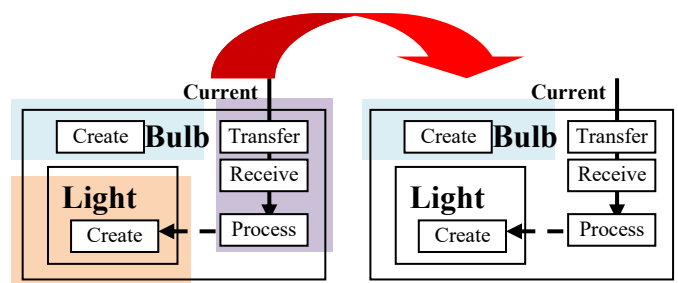 Current
Create Bulb Transfer
Receive
Light
Create Process
Current
Create Bulb Transfer
Receive
Light
Create Process